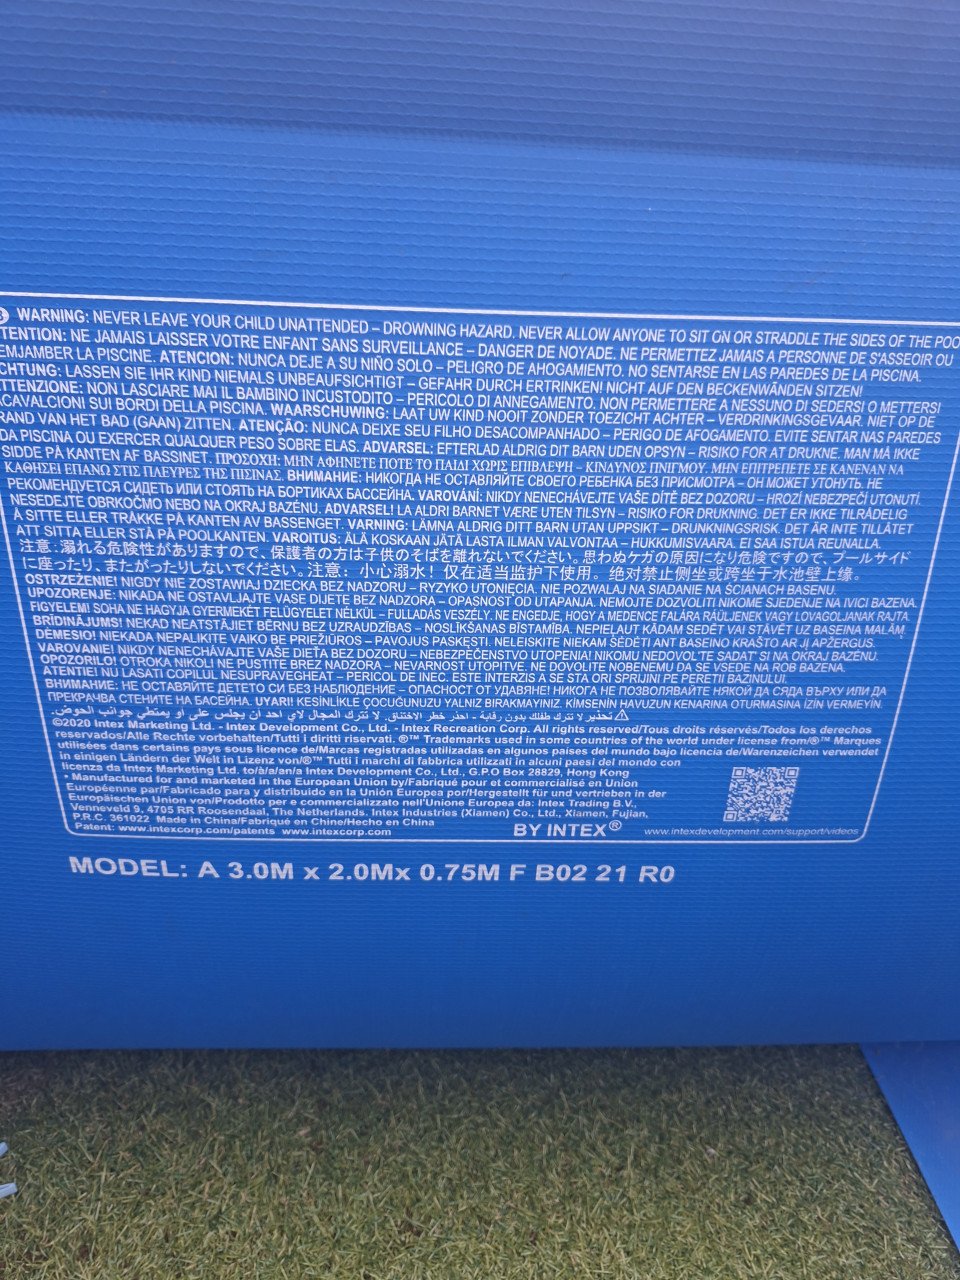 WARNING: NEVER LEAVE YOUR CHILD UNATTENDED – DROWNING HAZARD. NEVER ALLOW ANYONE TO SIT ON OR STRADDLE THE SIDES OF THE POO
TTENTION: NE JAMAIS LAISSER VOTRE ENFANT SANS SURVEILLANCE – DANGER DE NOYADE. NE PERMETTEZ JAMAIS A PERSONNE DE S'ASSEOIR OU
EMJAMBER LA PISCINE. ATENCION: NUNCA DEJE A SU NIÑO SOLO – PELIGRO DE AHOGAMIENTO. NO SENTARSE EN LAS PAREDES DE LA PISCINA.
CHTUNG: LASSEN SIE IHR KIND NIEMALS UNBEAUFSICHTIGT – GEFAHR DURCH ERTRINKEN! NICHT AUF DEN BECKENWÄNDEN SITZEN!
TTENZIONE: NON LASCIARE MAI IL BAMBINO INCUSTODITO – PERICOLO DI ANNEGAMENTO. NON PERMETTERE A NESSUNO DI SEDERSI O METTERSI
ACAVALCIONI SUI BORDI DELLA PISCINA. WAARSCHUWING: LAAT UW KIND NOOIT ZONDER TOEZICHT ACHTER – VERDRINKINGSGEVAAR. NIET OP DE
RAND VAN HET BAD (GAAN) ZITTEN. ATENÇÃO: NUNCA DEIXE SEU FILHO DESACOMPANHADO – PERIGO DE AFOGAMENTO. EVITE SENTAR NAS PAREDES
DA PISCINA OU EXERCER QUALQUER PESO SOBRE ELAS. ADVARSEL: EFTERLAD ALDRIG DIT BARN UDEN OPSYN – RISIKO FOR AT DRUKNE. MAN MÅ IKKE
SIDDE PÅ KANTEN AF BASSINET. ΠΡΟΣΟΧΗ: ΜΗΝ ΑΦΗΝΕΤΕ ΠΟΤΕ ΤΟ ΠΑΙΔΙ ΧΩΡΙΣ ΕΠΙΒΛΕΨΗ – ΚΙΝΔΥΝΟΣ ΠΝΙΓΜΟΥ. ΜΗΝ ΕΠΙΤΡΕΠΕΤΕ ΣΕ ΚΑΝΕΝΑΝ ΝΑ
ΚΑΘΗΣΕΙ ΕΠΑΝΩ ΣΤΙΣ ΠΛΕΥΡΕΣ ΤΗΣ ΠΙΣΙΝΑΣ. ВНИМАНИЕ: НИКОГДА НЕ ОСТАВЛЯЙТЕ СВОЕГО РЕБЕНКА БЕЗ ПРИСМОТРА – ОН МОЖЕТ УТОНУТЬ. НЕ
РЕКОМЕНДУЕТСЯ СИДЕТЬ ИЛИ СТОЯТЬ НА БОРТИКАХ БАССЕЙНА. VAROVÁNÍ: NIKDY NENECHÁVEJTE VAŠE DÍTĚ BEZ DOZORU – HROZÍ NEBEZPEČÍ UTONUTÍ.
NESEDEJTE OBRKOČMO NEBO NA OKRAJ BAZÉNU. ADVARSEL! LA ALDRI BARNET VÆRE UTEN TILSYN – RISIKO FOR DRUKNING. DET ER IKKE TILRÅDELIG
Å SITTE ELLER TRÅKKE PÅ KANTEN AV BASSENGET. VARNING: LÄMNA ALDRIG DITT BARN UTAN UPPSIKT – DRUNKNINGSRISK. DET ÄR INTE TILLÅTET
ATT SITTA ELLER STÅ PÅ POOLKANTEN. VAROITUS: ÄLÄ KOSKAAN JÄTÄ LASTA ILMAN VALVONTAA – HUKKUMISVAARA. EI SAA ISTUA REUNALLA.
注意:溺れる危険性がありますので、保護者の方は子供のそばを離れないでください。思わぬケガの原因になり危険ですので、プールサイド
に座ったり、またがったりしないでください。注意：小心溺水！仅在适当监护下使用。绝对禁止侧坐或跨坐于水池壁上缘。
OSTRZEŻENIE! NIGDY NIE ZOSTAWIAJ DZIECKA BEZ NADZORU – RYZYKO UTONIĘCIA. NIE POZWALAJ NA SIADANIE NA ŚCIANACH BASENU.
UPOZORENJE: NIKADA NE OSTAVLJAJTE VAŠE DIJETE BEZ NADZORA – OPASNOST OD UTAPANJA. NEMOJTE DOZVOLITI NIKOME SJEDENJE NA IVICI BAZENA.
FIGYELEM! SOHA NE HAGYJA GYERMEKÉT FELÜGYELET NÉLKÜL – FULLADÁS VESZÉLY. NE ENGEDJE, HOGY A MEDENCE FALÁRA RÁÜLJENEK VAGY LOVAGOLJANAK RAJTA.
BRĪDINĀJUMS! NEKAD NEATSTĀJIET BĒRNU BEZ UZRAUDZĪBAS – NOSLĪKŠANAS BĪSTAMĪBA. NEPIEĻAUT KĀDAM SEDĒT VAI STĀVĒT UZ BASEINA MALĀM.
DĖMESIO! NIEKADA NEPALIKITE VAIKO BE PRIEŽIŪROS – PAVOJUS PASKĘSTI. NELEISKITE NIEKAM SĖDĖTI ANT BASEINO KRAŠTO AR JĮ APŽERGUS.
VAROVANIE! NIKDY NENECHÁVAJTE VAŠE DIEŤA BEZ DOZORU – NEBEZPEČENSTVO UTOPENIA! NIKOMU NEDOVOL'TE SADAŤ SI NA OKRAJ BAZÉNU.
OPOZORILO! OTROKA NIKOLI NE PUSTITE BREZ NADZORA – NEVARNOST UTOPITVE. NE DOVOLITE NOBENEMU DA SE VSEDE NA ROB BAZENA.
ATENTIE! NU LASATI COPILUL NESUPRAVEGHEAT – PERICOL DE INEC. ESTE INTERZIS A SE STA ORI SPRIJINI PE PERETII BAZINULUI.
ВНИМАНИЕ: НЕ ОСТАВЯЙТЕ ДЕТЕТО СИ БЕЗ НАБЛЮДЕНИЕ – ОПАСНОСТ ОТ УДАВЯНЕ! НИКОГА НЕ ПОЗВОЛЯВАЙТЕ НЯКОЙ ДА СЯДА ВЪРХУ ИЛИ ДА
ПРЕКРАЧВА СТЕНИТЕ НА БАСЕЙНА. UYARI! KESİNLİKLE ÇOCUĞUNUZU YALNIZ BIRAKMAYINIZ. KİMSENİN HAVUZUN KENARINA OTURMASINA İZİN VERMEYİN.
تحذير لا تترك طفلك بدون رقابة - احذر خطر الاختناق. لا تترك المجال لاي احد أن يجلس على او يمتطي جوانب الحوض.
©2020 Intex Marketing Ltd. - Intex Development Co., Ltd. - Intex Recreation Corp. All rights reserved/Tous droits réservés/Todos los derechos
reservados/Alle Rechte vorbehalten/Tutti i diritti riservati. ®™ Trademarks used in some countries of the world under license from/®™ Marques
utilisées dans certains pays sous licence de/Marcas registradas utilizadas en algunos países del mundo bajo licencia de/Warenzeichen verwendet
in einigen Ländern der Welt in Lizenz von/®™ Tutti i marchi di fabbrica utilizzati in alcuni paesi del mondo con
licenza da Intex Marketing Ltd. to/à/a/an/a Intex Development Co., Ltd., G.P.O Box 28829, Hong Kong
• Manufactured for and marketed in the European Union by/Fabriqué pour et commercialisé en Union
Européenne par/Fabricado para y distribuido en la Unión Europea por/Hergestellt für und vertrieben in der
Europäischen Union von/Prodotto per e commercializzato nell'Unione Europea da: Intex Trading B.V.,
Venneveld 9, 4705 RR Roosendaal, The Netherlands. Intex Industries (Xiamen) Co., Ltd., Xiamen, Fujian,
P.R.C. 361022 Made in China/Fabriqué en Chine/Hecho en China
Patent: www.intexcorp.com/patents www.intexcorp.com
BY INTEX®
www.intexdevelopment.com/support/videos
MODEL: A 3.0M x 2.0Mx 0.75M F B02 21 R0